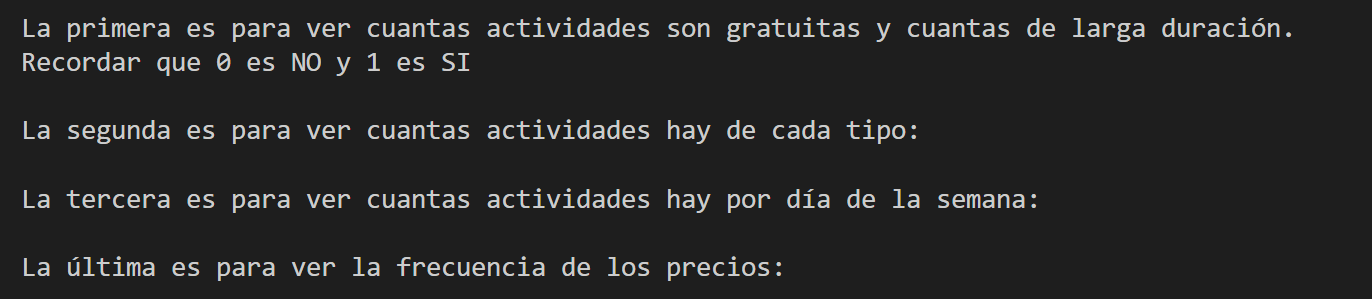 La primera es para ver cuantas actividades son gratuitas y cuantas de larga duración.
Recordar que 0 es NO y 1 es SI
La segunda es para ver cuantas actividades hay de cada tipo:
La tercera es para ver cuantas actividades hay por día de la semana:
La última es para ver la frecuencia de los precios: